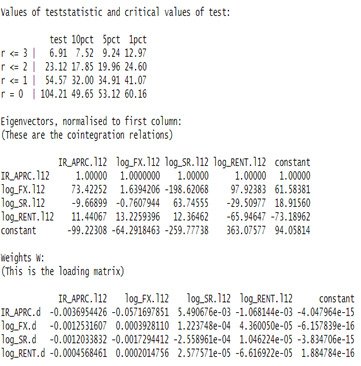 Values of teststatistic and critical values of test:
test 10pct 5pct 1pct
r <= 3 | 6.91 7.52 9.24 12.97
r <= 2 | 23.12 17.85 19.96 24.60
r <= 1 | 54.57 32.00 34.91 41.07
r = 0 | 104.21 49.65 53.12 60.16
Eigenvectors, normalised to first column:
(These are the cointegration relations)
IR_APRC.l12 log_FX.l12 log_SR.l12 log_RENT.l12 constant
IR_APRC.l12 1.00000 1.0000000 1.00000 1.00000 1.00000
log_FX.l12 73.42252 1.6394206 -198.62068 97.92383 61.58381
log_SR.l12 -9.66899 -0.7607944 63.74555 -29.50977 18.91560
log_RENT.l12 11.44067 13.2259396 12.36462 -65.94647 -73.18962
constant -99.22308 -64.2918463 -259.77738 363.07577 94.05814
Weights W:
(This is the loading matrix)
IR_APRC.l12 log_FX.l12 log_SR.l12 log_RENT.l12 constant
IR_APRC.d -0.0036954426 -0.0571697851 5.490676e-03 -1.068144e-03 -4.047964e-15
log_FX.d -0.0012531607 0.0003928110 1.223748e-04 4.360050e-05 -6.157839e-16
log_SR.d -0.0012033832 -0.0017294412 -2.558961e-04 1.046225e-04 -3.834706e-15
log_RENT.d -0.0004568461 0.0002014756 2.577571e-05 -6.616922e-05 1.884784e-16